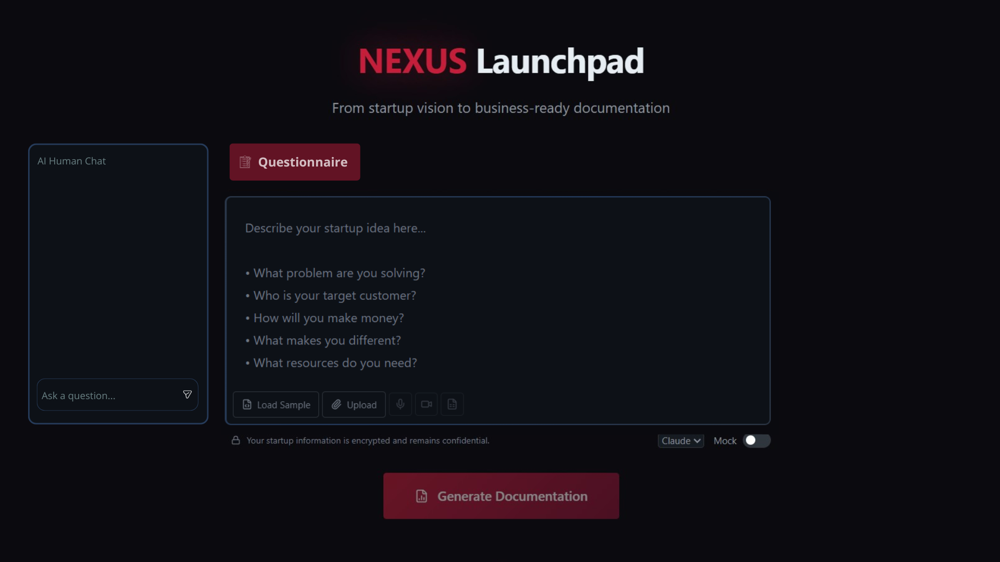 NEXUS Launchpad
From startup vision to business-ready documentation
AI Human Chat
Ask a question...
Questionnaire
Describe your startup idea here...
• What problem are you solving?
• Who is your target customer?
• How will you make money?
• What makes you different?
• What resources do you need?
Load Sample
Upload
Your startup information is encrypted and remains confidential.
Claude
Mock
Generate Documentation